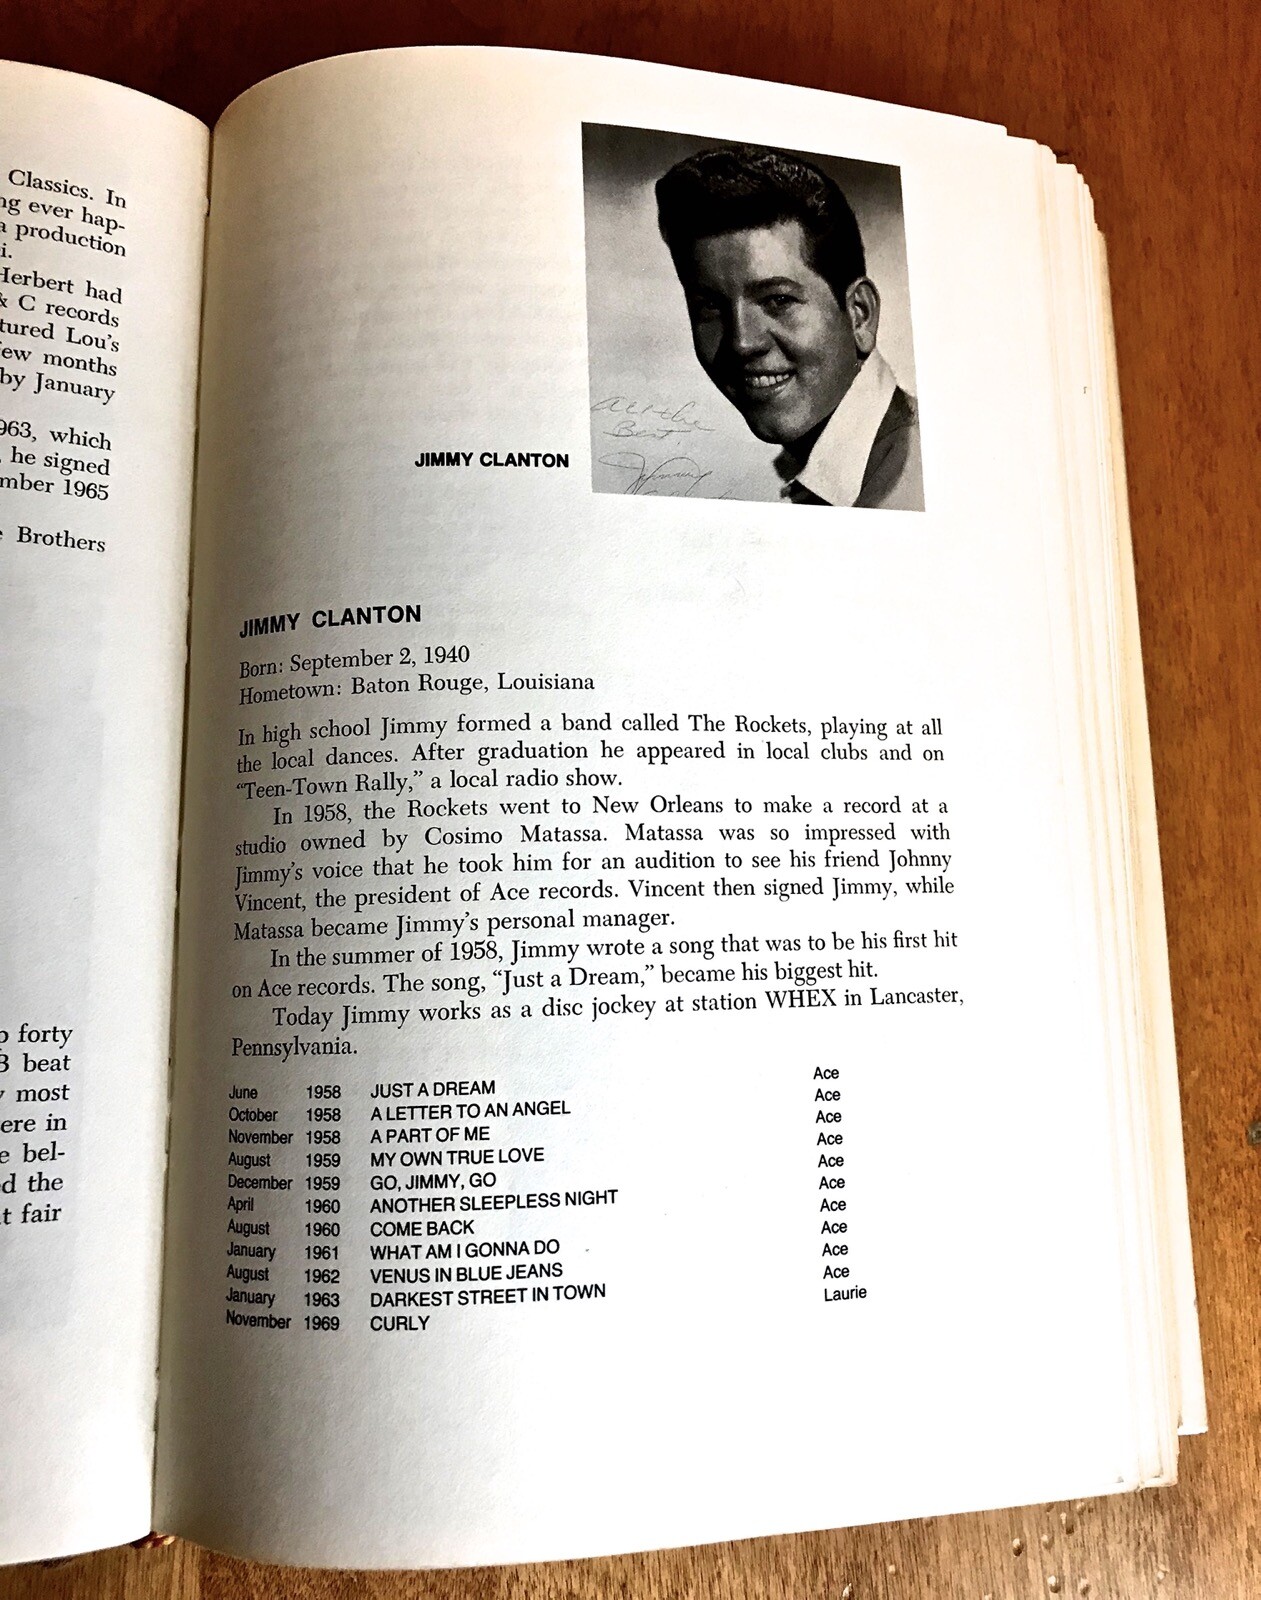 Classics. In
ng ever hap-
a production
i.
Herbert had
& C records
tured Lou's
few months
by January
963, which
, he signed
mber 1965
e Brothers
o forty
B beat
y most
ere in
e bel-
d the
t fair
All the
Best,
Jimmy
JIMMY CLANTON
JIMMY CLANTON
Born: September 2, 1940
Hometown: Baton Rouge, Louisiana
In high school Jimmy formed a band called The Rockets, playing at all
the local dances. After graduation he appeared in local clubs and on
“Teen-Town Rally,” a local radio show.
In 1958, the Rockets went to New Orleans to make a record at a
studio owned by Cosimo Matassa. Matassa was so impressed with
Jimmy's voice that he took him for an audition to see his friend Johnny
Vincent, the president of Ace records. Vincent then signed Jimmy, while
Matassa became Jimmy's personal manager.
In the summer of 1958, Jimmy wrote a song that was to be his first hit
on Ace records. The song, “Just a Dream,” became his biggest hit.
Today Jimmy works as a disc jockey at station WHEX in Lancaster,
Pennsylvania.
June 1958 JUST A DREAM Ace
October 1958 A LETTER TO AN ANGEL Ace
November 1958 A PART OF ME Ace
August 1959 MY OWN TRUE LOVE Ace
December 1959 GO, JIMMY, GO Ace
April 1960 ANOTHER SLEEPLESS NIGHT Ace
August 1960 COME BACK Ace
January 1961 WHAT AM I GONNA DO Ace
August 1962 VENUS IN BLUE JEANS Ace
January 1963 DARKEST STREET IN TOWN Ace
November 1969 CURLY Laurie